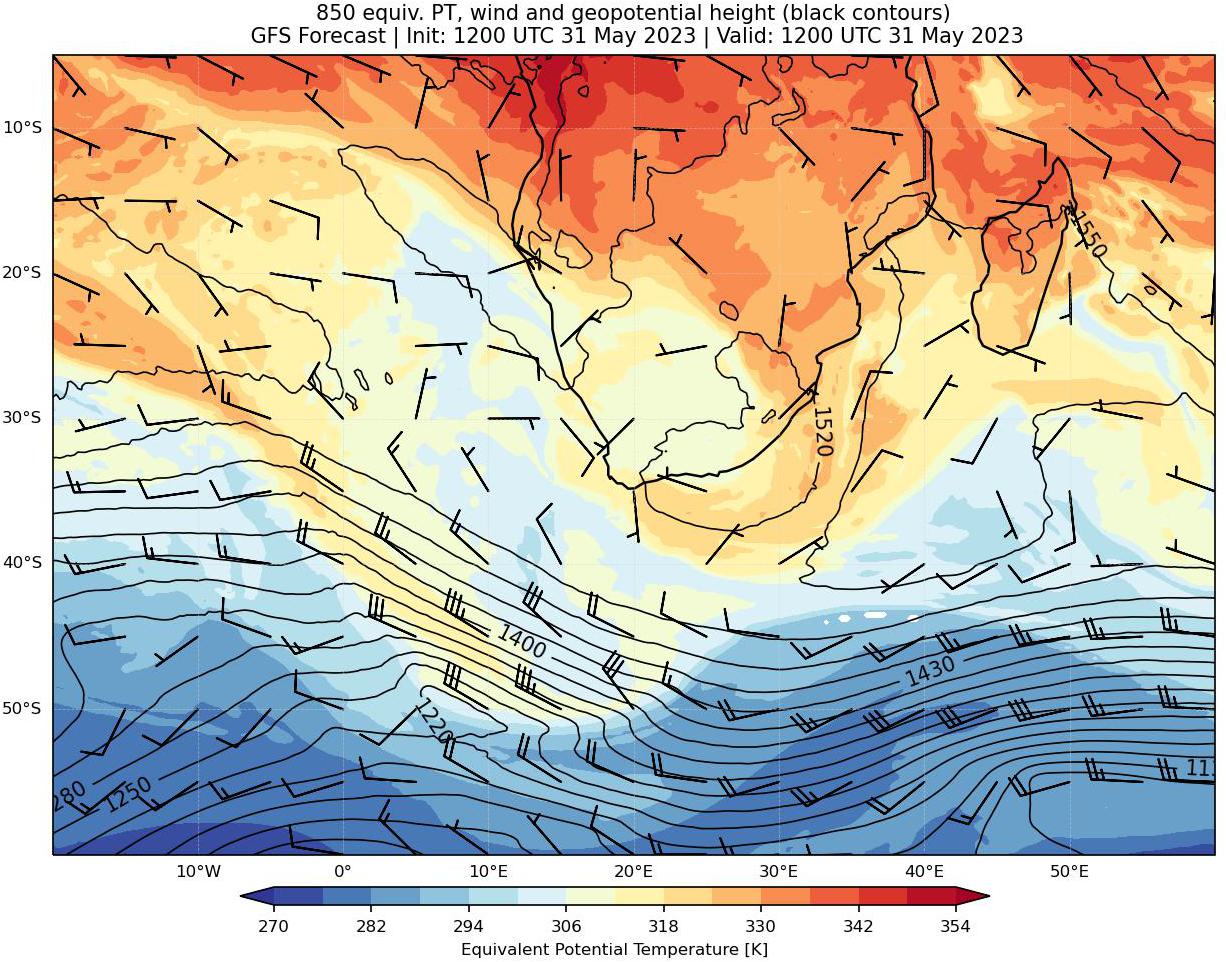 850 equiv. PT, wind and geopotential height (black contours)
GFS Forecast | Init: 1200 UTC 31 May 2023 | Valid: 1200 UTC 31 May 2023
10°S
1550
20°S
30°S
1520
40°S
1400
1430
50°S
1220
1250
280
10°W
0°
10°E
20°E
30°E
40°E
50°E
270
282
294
306
318
330
342
354
Equivalent Potential Temperature [K]